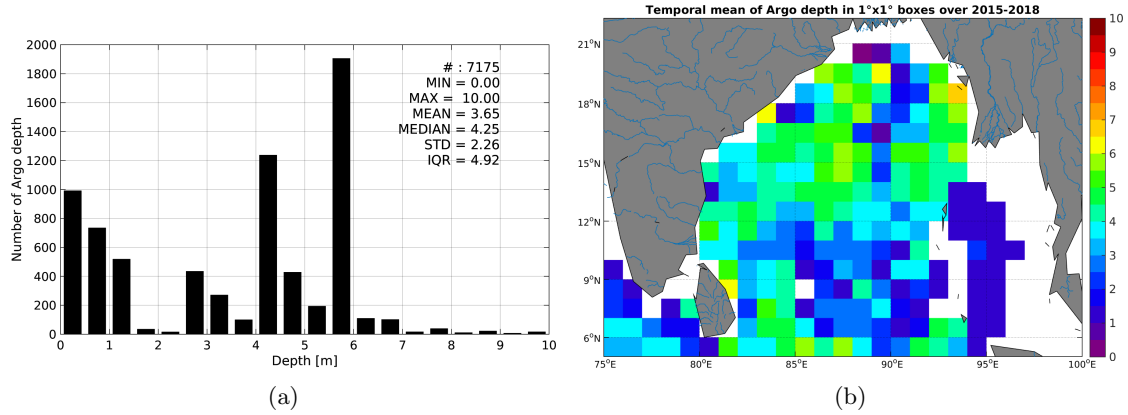 2000
1800
1600
1400
1200
1000
800
600
400
200
0
Number of Argo depth
# : 7175
MIN = 0.00
MAX = 10.00
MEAN = 3.65
MEDIAN = 4.25
STD = 2.26
IQR = 4.92
0 1 2 3 4 5 6 7 8 9 10
Depth [m]
(a)
Temporal mean of Argo depth in 1°x1° boxes over 2015-2018
21°N
18°N
15°N
12°N
9°N
6°N
75°E 80°E 85°E 90°E 95°E 100°E
10
9
8
7
6
5
4
3
2
1
0
(b)